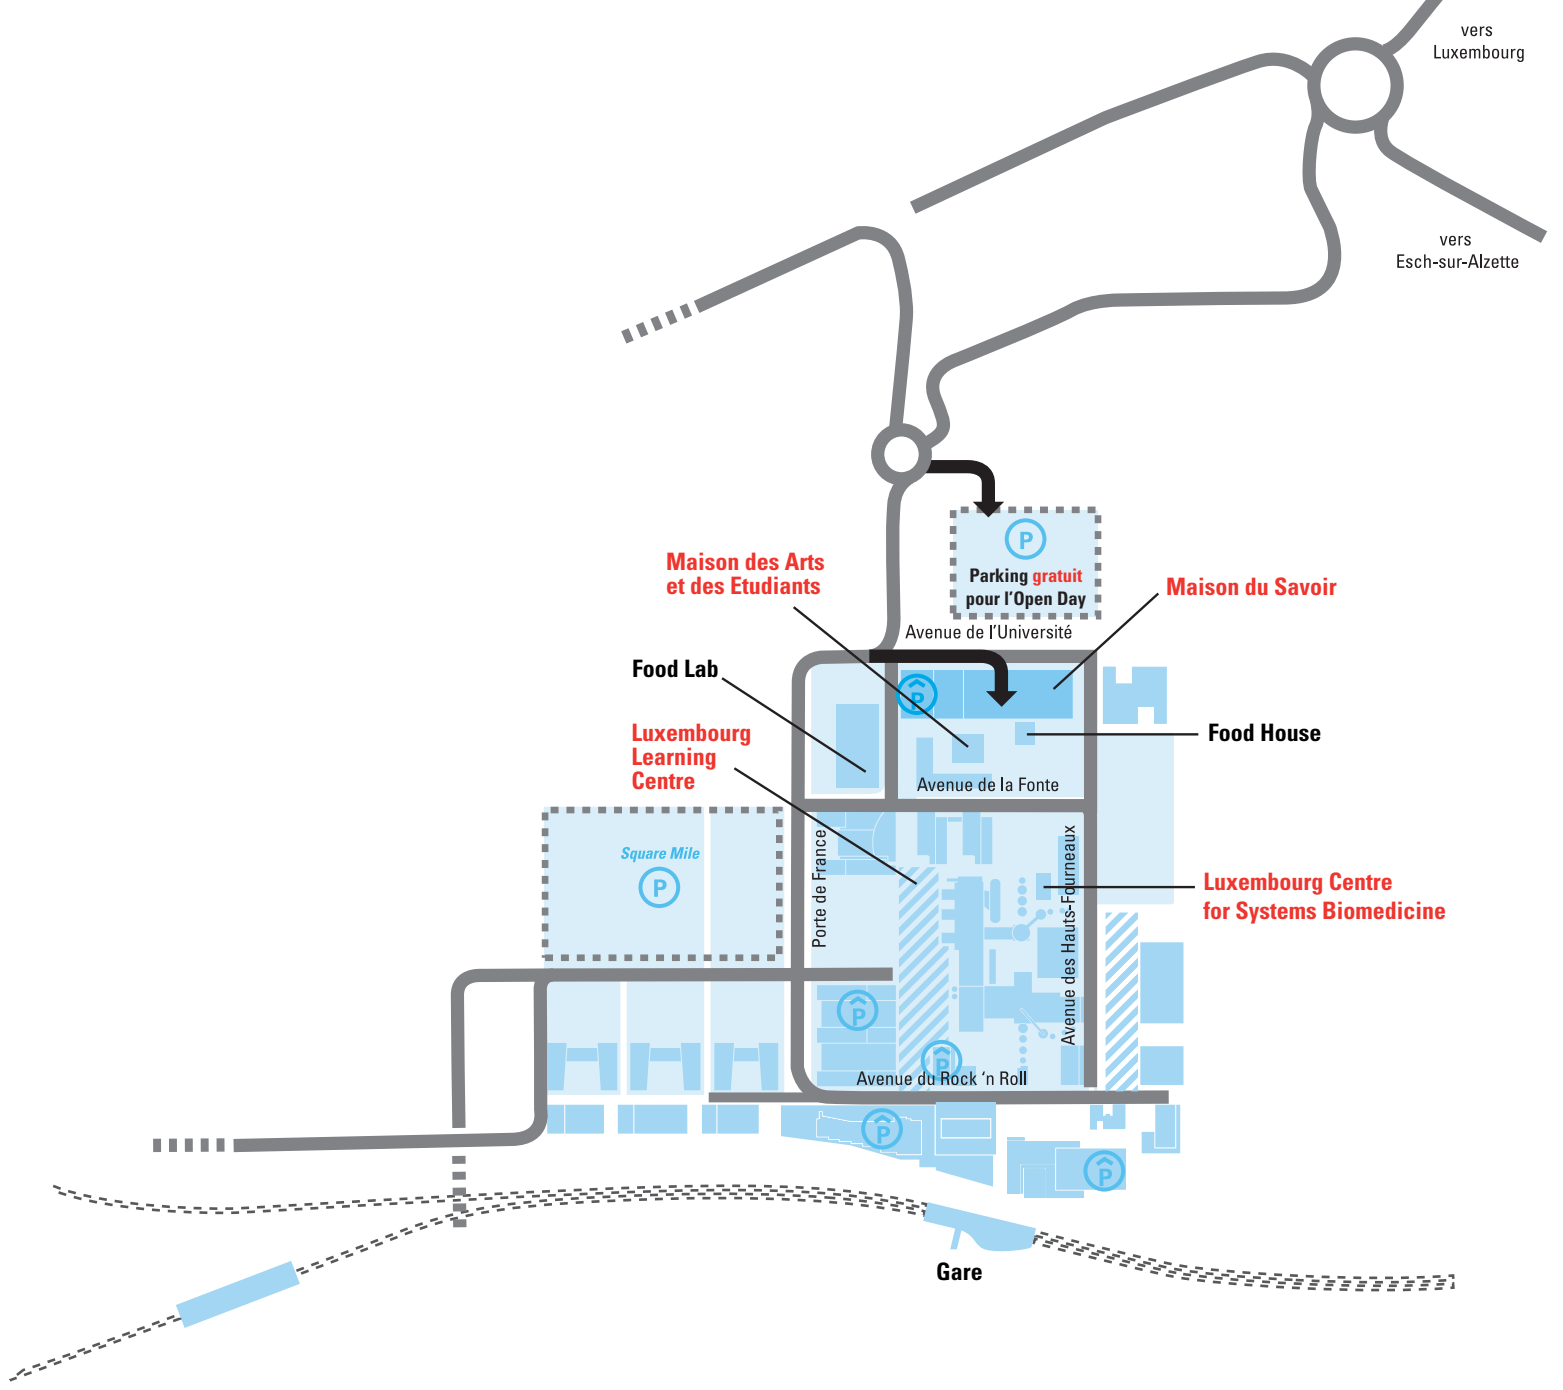 vers
Luxembourg
vers
Esch-sur-Alzette
P
Parking gratuit
pour l'Open Day
Maison des Arts
et des Etudiants
Maison du Savoir
Avenue de l'Université
Food Lab
P
Luxembourg
Learning
Centre
Food House
Avenue de la Fonte
Square Mile
P
Porte de France
Avenue des Hauts-Fourneaux
Luxembourg Centre
for Systems Biomedicine
P
P
Avenue du Rock 'n Roll
P
P
Gare